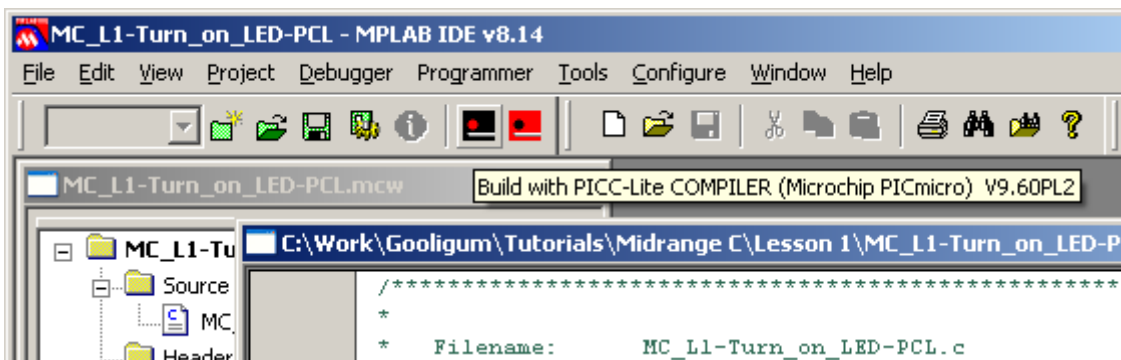 MC_L1-Turn_on_LED-PCL - MPLAB IDE v8.14
File Edit View Project Debugger Programmer Tools Configure Window Help
MC_L1-Turn_on_LED-PCL.mcw
Build with PICC-Lite COMPILER (Microchip PICmicro) V9.60PL2
MC_L1-Tu
C:\Work\Gooligum\Tutorials\Midrange C\Lesson 1\MC_L1-Turn_on_LED-P
Source
/******************************************************
*
MC_
* Filename: MC_L1-Turn_on_LED-PCL.c
Header